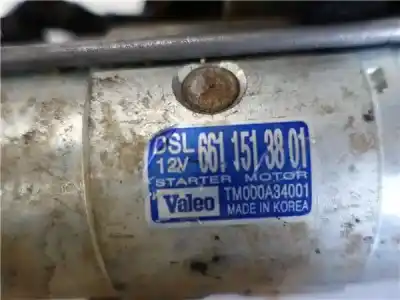 DSL
12V 661 151 38 01
STARTER MOTOR
Valeo TM000A34001
MADE IN KOREA